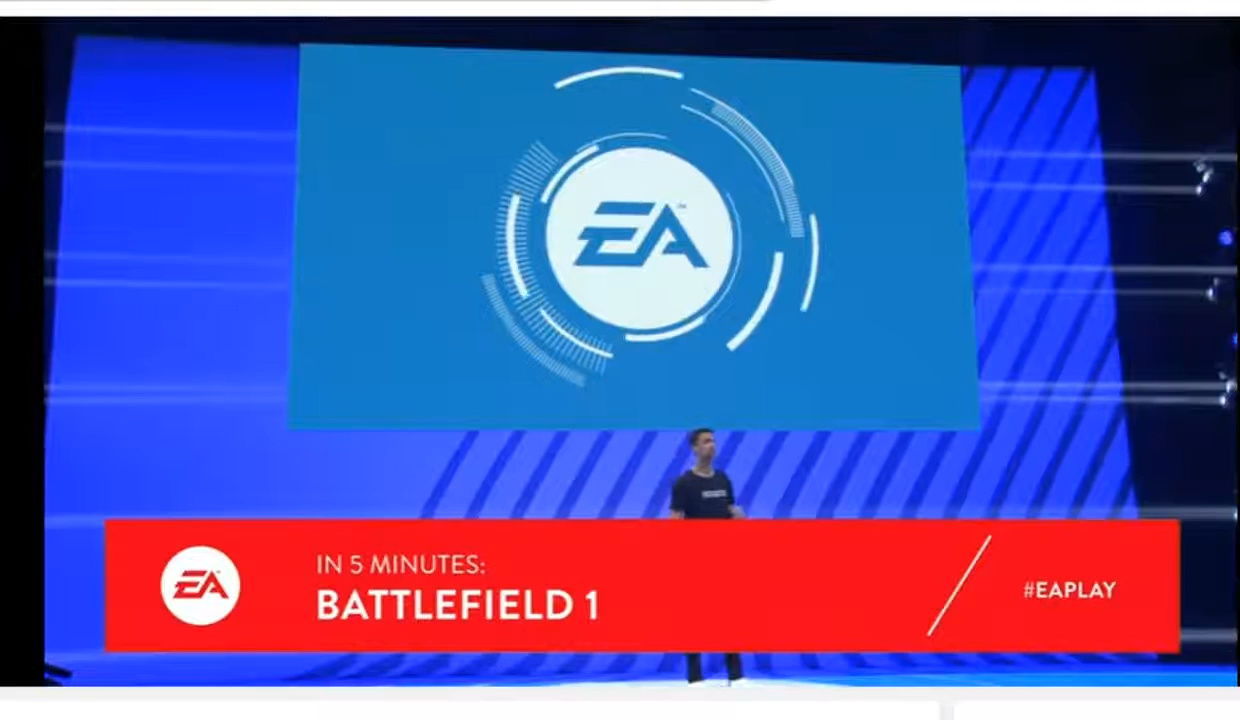 EA
EA
IN 5 MINUTES:
BATTLEFIELD 1
#EAPLAY